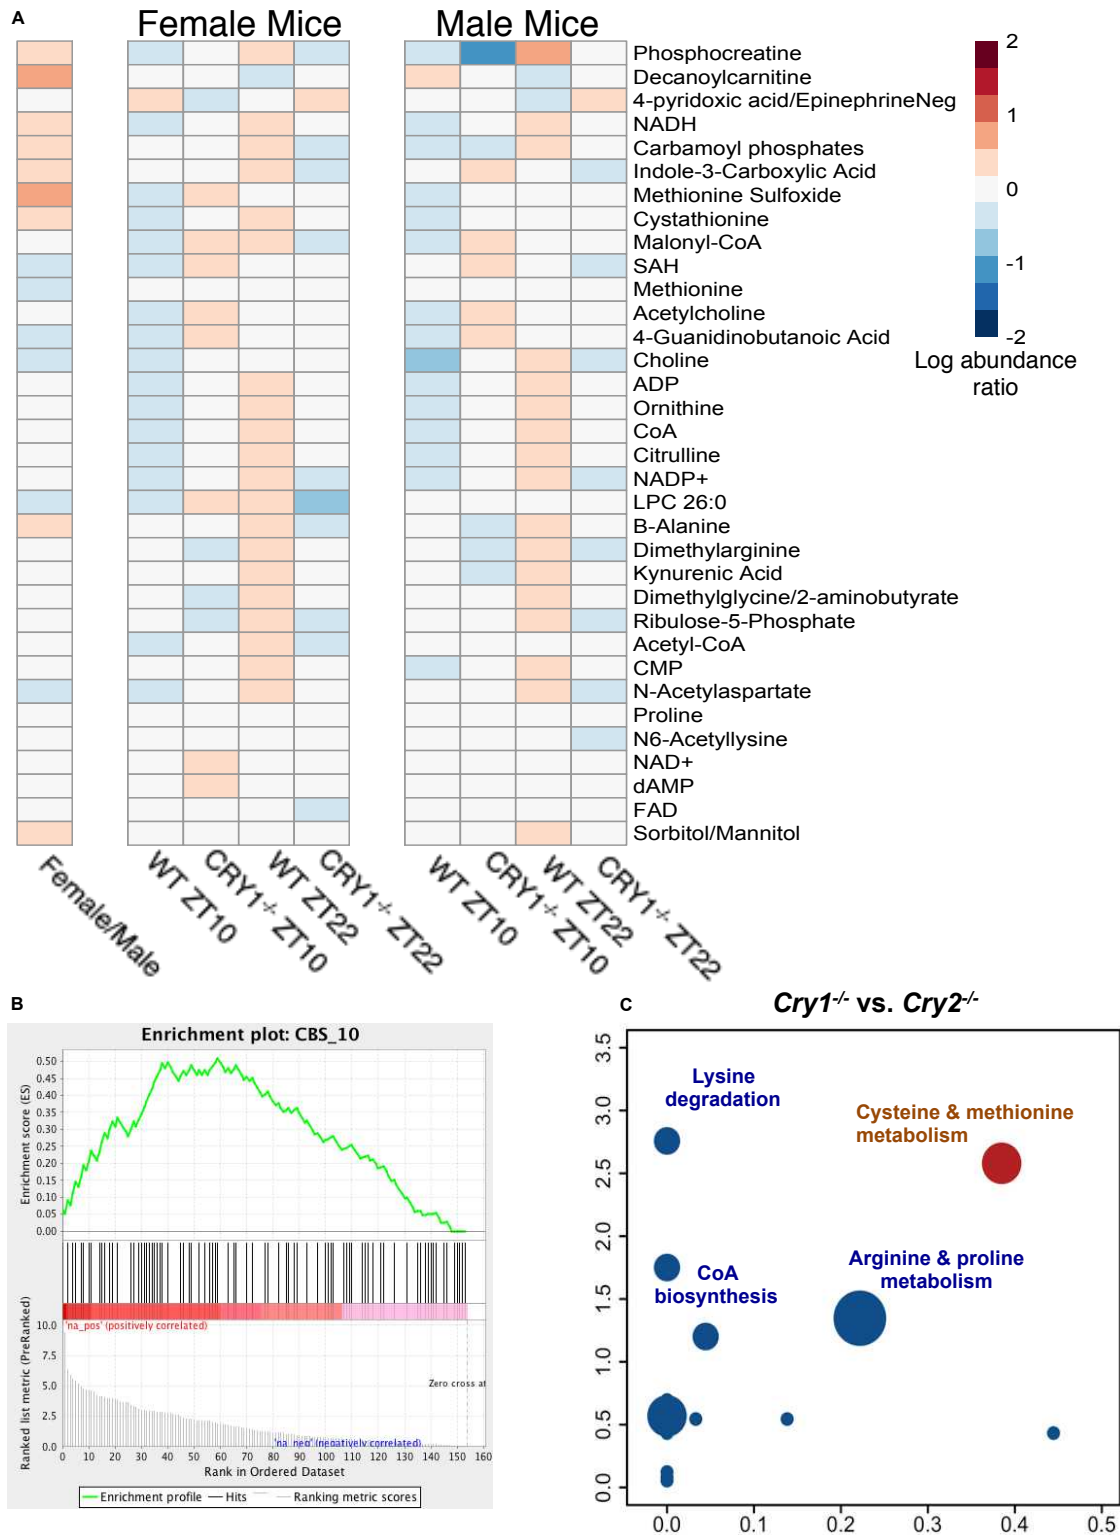 A
Female Mice
Male Mice
Phosphocreatine
Decanoylcarnitine
4-pyridoxic acid/EpinephrineNeg
NADH
Carbamoyl phosphates
Indole-3-Carboxylic Acid
Methionine Sulfoxide
Cystathionine
Malonyl-CoA
SAH
Methionine
Acetylcholine
4-Guanidinobutanoic Acid
Choline
ADP
Ornithine
CoA
Citrulline
NADP+
LPC 26:0
B-Alanine
Dimethylarginine
Kynurenic Acid
Dimethylglycine/2-aminobutyrate
Ribulose-5-Phosphate
Acetyl-CoA
CMP
N-Acetylaspartate
Proline
N6-Acetyllysine
NAD+
dAMP
FAD
Sorbitol/Mannitol
2
1
0
-1
-2
Log abundance
ratio
Female/Male
WT ZT10
CRY1-/- ZT10
WT ZT22
CRY1-/- ZT22
WT ZT10
CRY1-/- ZT10
WT ZT22
CRY1-/- ZT22
B
Enrichment plot: CBS_10
Enrichment score (ES)
0.50
0.45
0.40
0.35
0.30
0.25
0.20
0.15
0.10
0.05
0.00
Ranked list metric (PreRanked)
10.0
7.5
5.0
2.5
0.0
'na_pos' (positively correlated)
Zero cross at
'na_neg' (negatively correlated)
0 10 20 30 40 50 60 70 80 90 100 110 120 130 140 150 160
Rank in Ordered Dataset
Enrichment profile Hits Ranking metric scores
C
Cry1-/- vs. Cry2-/-
3.5
3.0
2.5
2.0
1.5
1.0
0.5
0.0
Lysine
degradation
Cysteine & methionine
metabolism
CoA
biosynthesis
Arginine & proline
metabolism
0.0 0.1 0.2 0.3 0.4 0.5